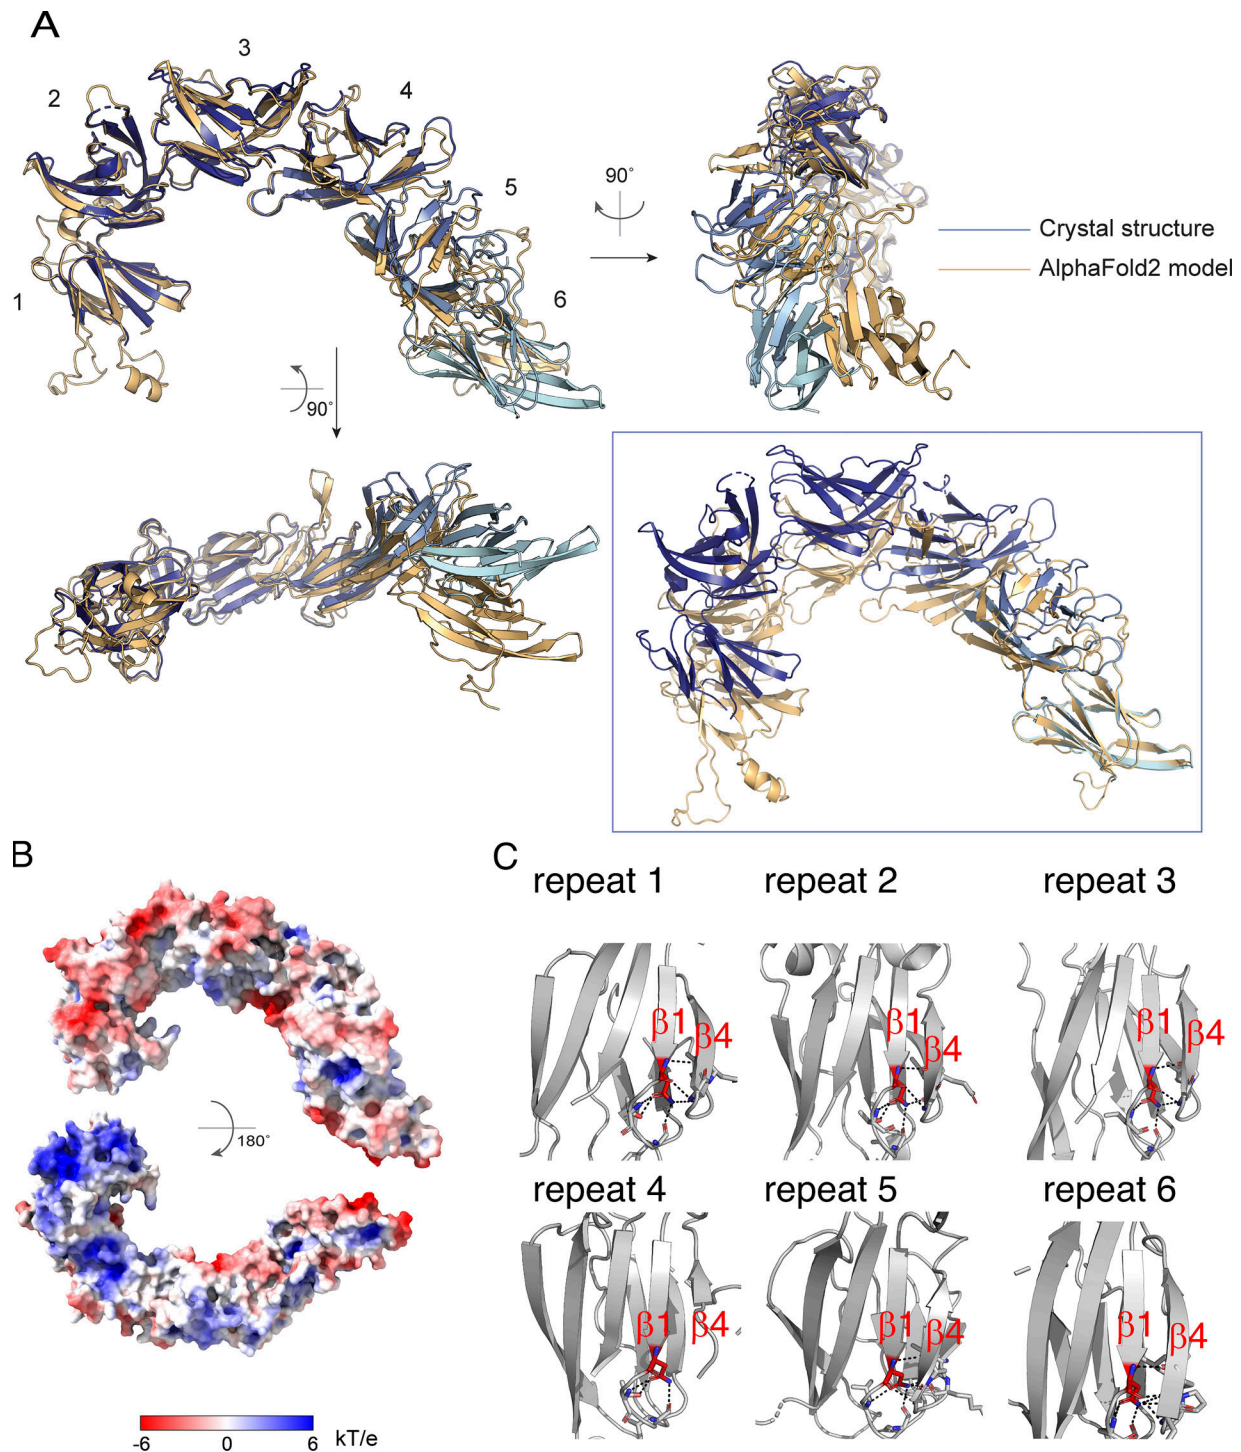 A
1
2
3
4
5
6
90°
90°
Crystal structure
AlphaFold2 model
B
180°
-6
0
6
kT/e
C
repeat 1
repeat 2
repeat 3
β1
β4
β1
β4
β1
β4
repeat 4
repeat 5
repeat 6
β1
β4
β1
β4
β1
β4